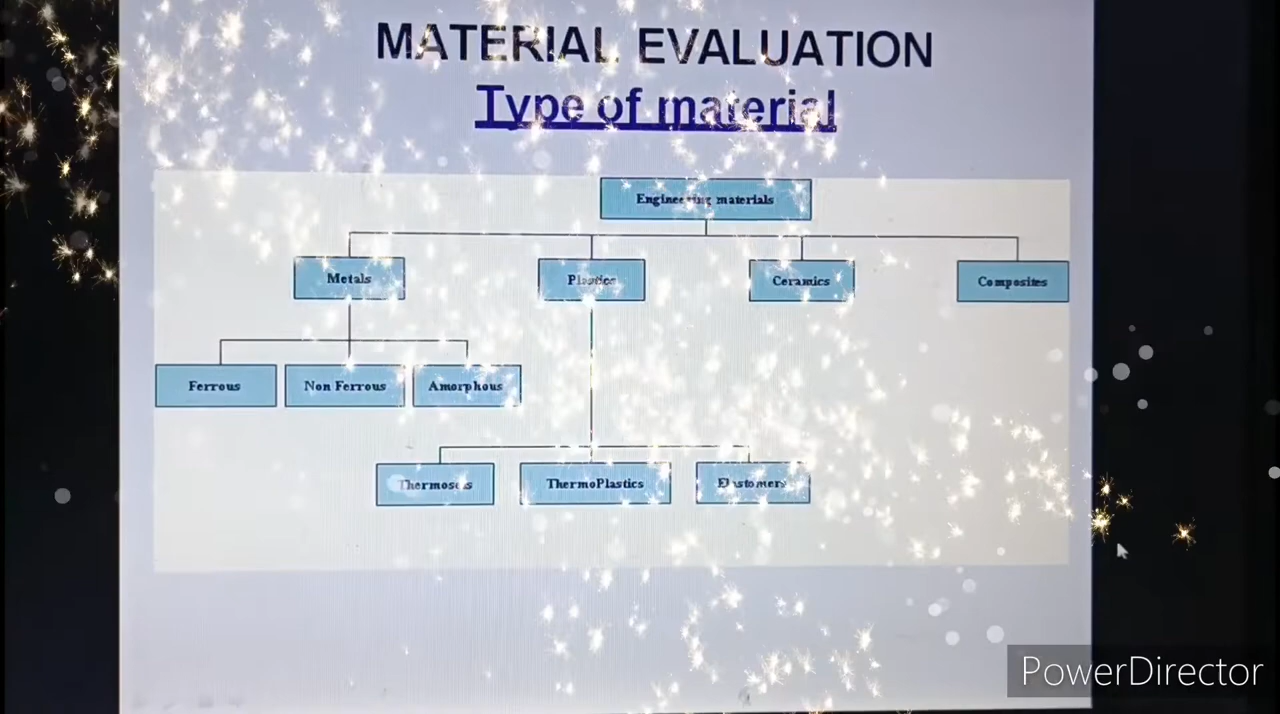 MATERIAL EVALUATION
Type of material
Engineering materials
Metals
Plastics
Ceramics
Composites
Ferrous
Non Ferrous
Amorphous
Thermosets
ThermoPlastics
Elastomers
PowerDirector